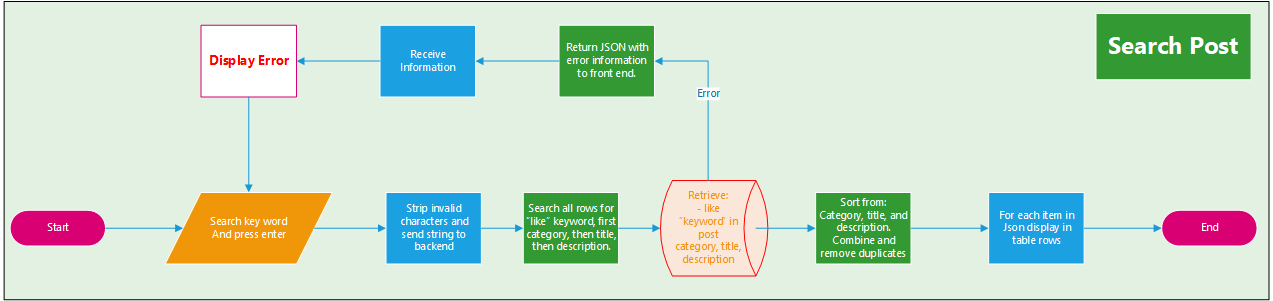 Search Post
Display Error
Receive
Information
Return JSON with
error information
to front end.
Error
Start
Search key word
And press enter
Strip invalid
characters and
send string to
backend
Search all rows for
“like” keyword, first
category, then title,
then description.
Retrieve:
- like
“keyword’ in
post
category, title,
description
Sort from:
Category, title, and
description.
Combine and
remove duplicates
For each item in
Json display in
table rows
End